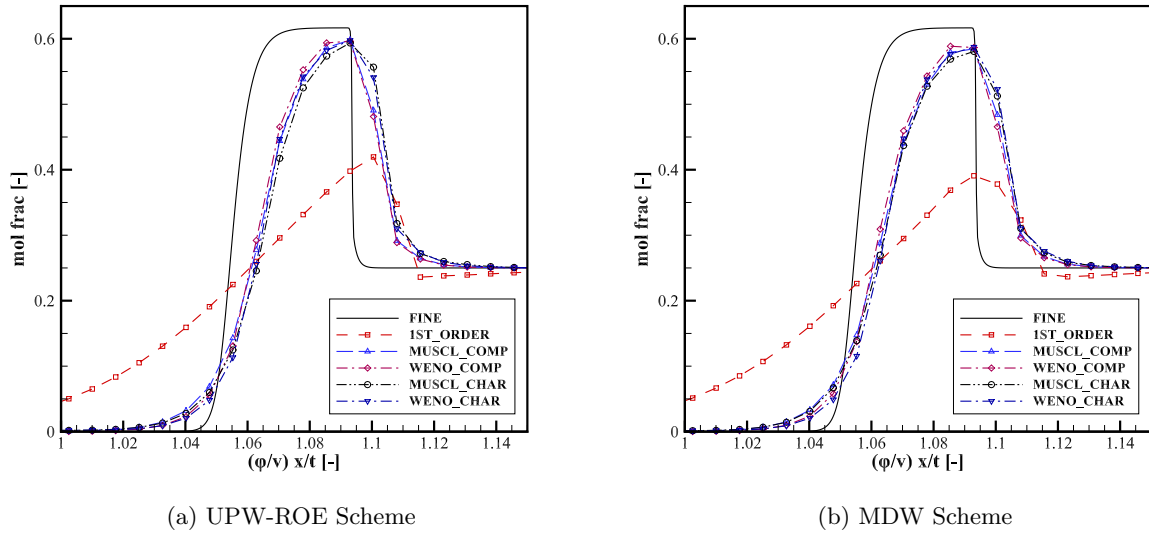 0.6
0.4
0.2
0
mol frac [-]
1
1.02
1.04
1.06
1.08
1.1
1.12
1.14
(φ/v) x/t [-]
FINE
1ST_ORDER
MUSCL_COMP
WENO_COMP
MUSCL_CHAR
WENO_CHAR
(a) UPW-ROE Scheme
0.6
0.4
0.2
0
mol frac [-]
1
1.02
1.04
1.06
1.08
1.1
1.12
1.14
(φ/v) x/t [-]
FINE
1ST_ORDER
MUSCL_COMP
WENO_COMP
MUSCL_CHAR
WENO_CHAR
(b) MDW Scheme